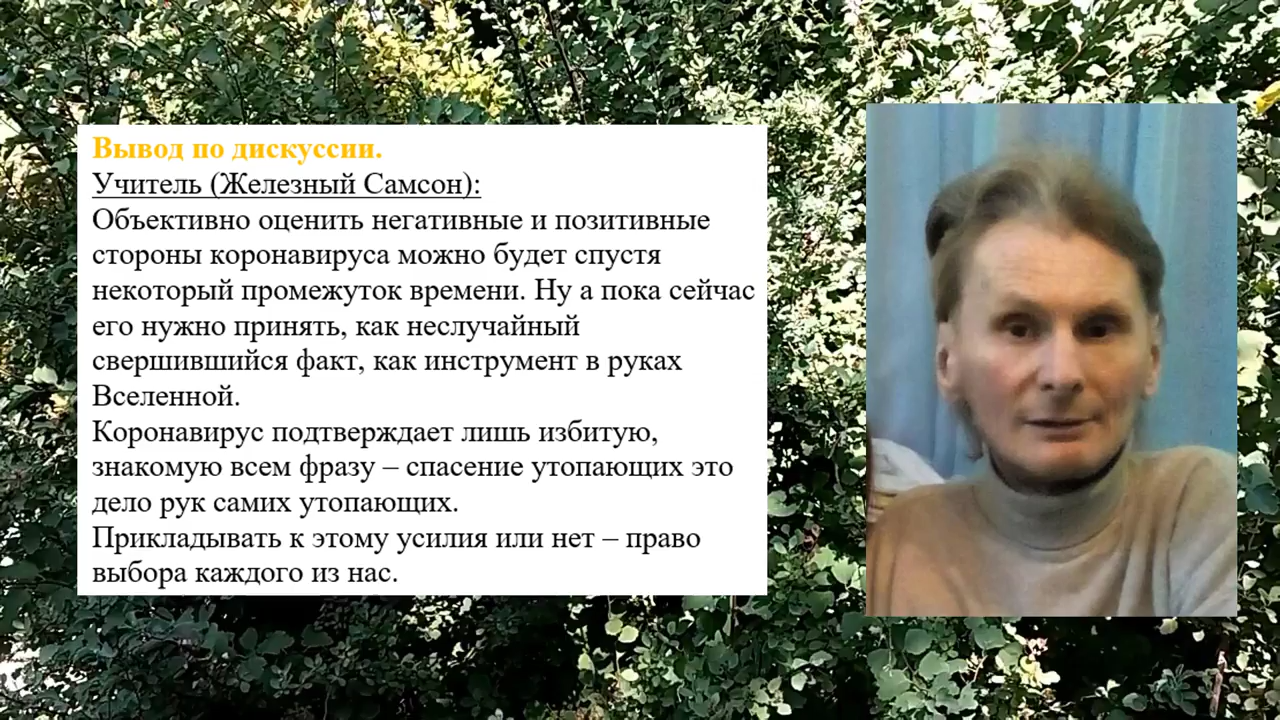 Вывод по дискуссии.
Учитель (Железный Самсон):
Объективно оценить негативные и позитивные
стороны коронавируса можно будет спустя
некоторый промежуток времени. Ну а пока сейчас
его нужно принять, как неслучайный
свершившийся факт, как инструмент в руках
Вселенной.
Коронавирус подтверждает лишь избитую,
знакомую всем фразу – спасение утопающих это
дело рук самих утопающих.
Прикладывать к этому усилия или нет – право
выбора каждого из нас.